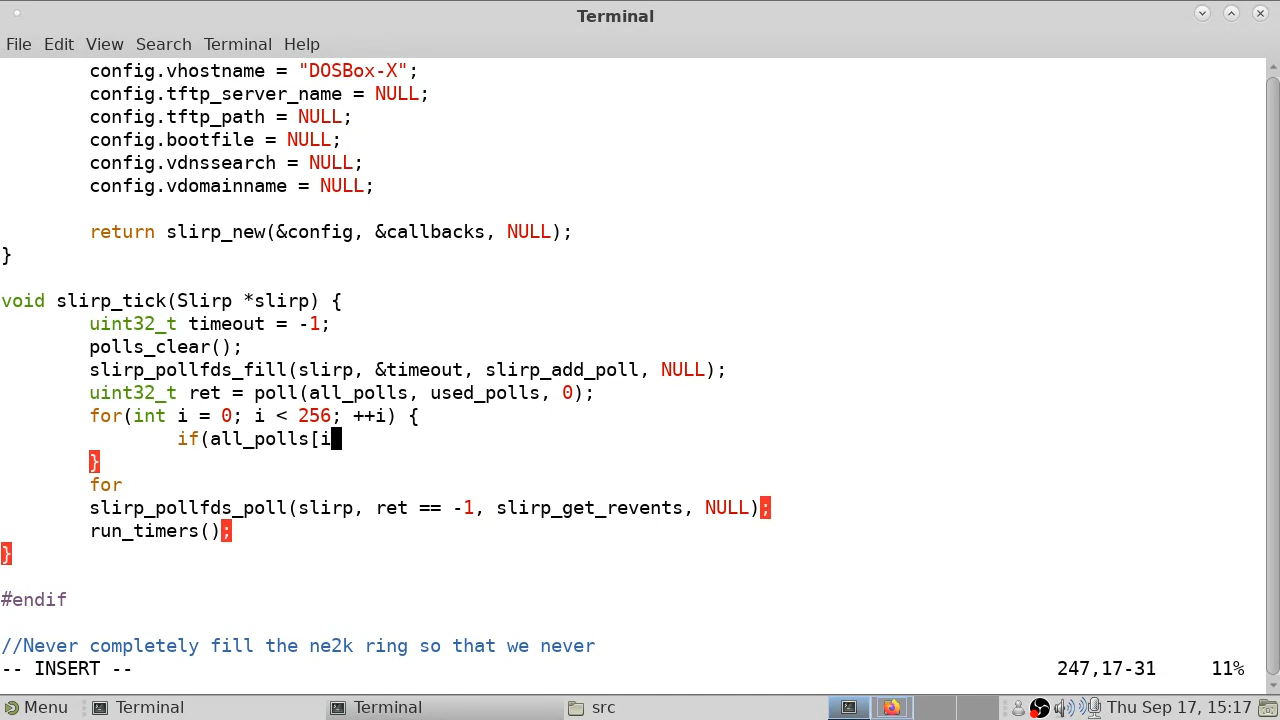 Terminal
File Edit View Search Terminal Help
config.vhostname = "DOSBox-X";
config.tftp_server_name = NULL;
config.tftp_path = NULL;
config.bootfile = NULL;
config.vdnssearch = NULL;
config.vdomainname = NULL;
return slirp_new(&config, &callbacks, NULL);
}
void slirp_tick(Slirp *slirp) {
uint32_t timeout = -1;
polls_clear();
slirp_pollfds_fill(slirp, &timeout, slirp_add_poll, NULL);
uint32_t ret = poll(all_polls, used_polls, 0);
for(int i = 0; i < 256; ++i) {
if(all_polls[i
}
for
slirp_pollfds_poll(slirp, ret == -1, slirp_get_revents, NULL);
run_timers();
}
#endif
//Never completely fill the ne2k ring so that we never
-- INSERT -- 247,17-31 11%
Menu Terminal Terminal src Thu Sep 17, 15:17